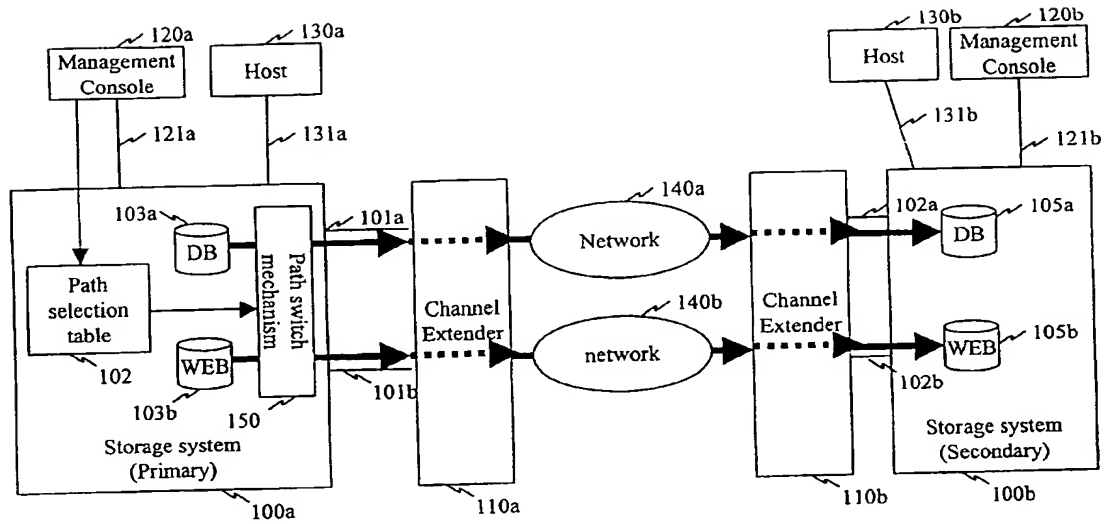 120a
130a
130b
120b
Management
Console
Host
Host
Management
Console
121a
131a
131b
121b
103a
101a
140a
102a
105a
DB
Network
DB
Path
selection
table
Path switch
mechanism
Channel
Extender
140b
Channel
Extender
102
WEB
network
WEB
105b
103b
150
101b
102b
Storage system
(Primary)
Storage system
(Secondary)
100a
110a
110b
100b